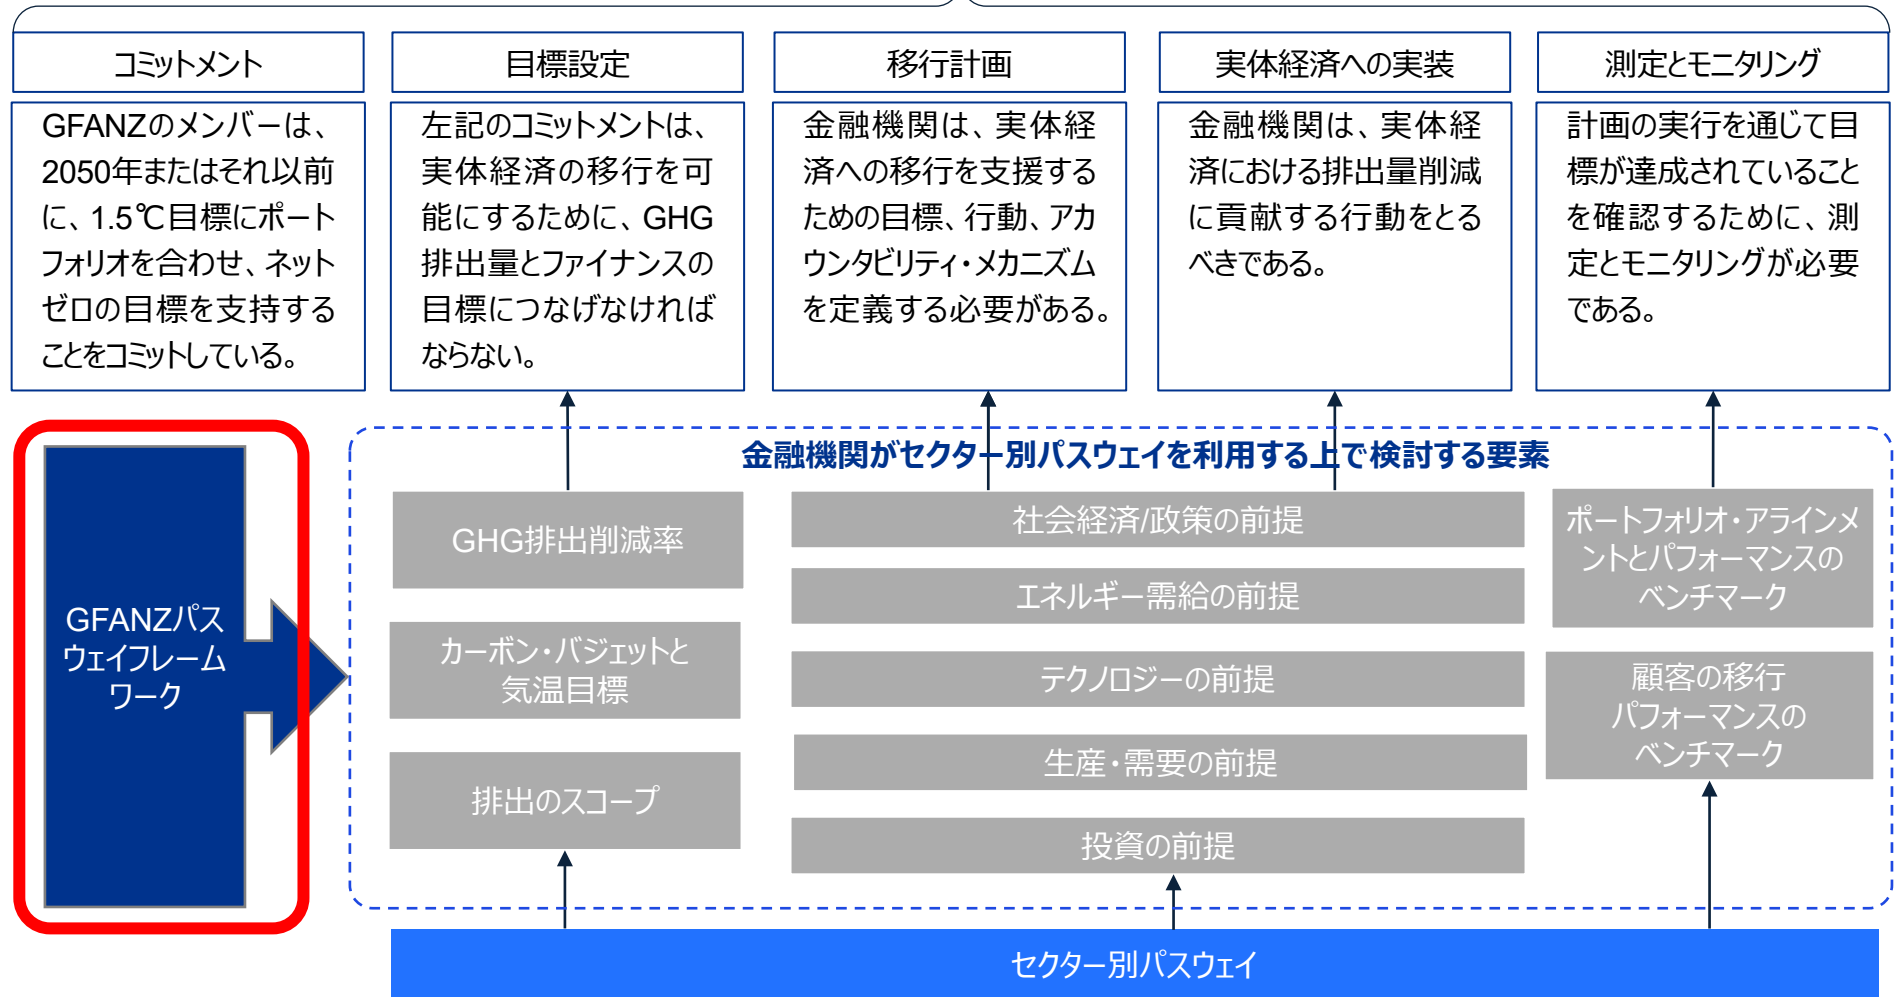 コミットメント
目標設定
移行計画
実体経済への実装
測定とモニタリング
GFANZのメンバーは、
2050年またはそれ以前
に、1.5℃目標にポート
フォリオを合わせ、ネット
ゼロの目標を支持する
ことをコミットしている。
左記のコミットメントは、
実体経済の移行を可
能にするために、GHG
排出量とファイナンスの
目標につなげなければ
ならない。
金融機関は、実体経
済への移行を支援する
ための目標、行動、アカ
ウンタビリティ・メカニズム
を定義する必要がある。
金融機関は、実体経
済における排出量削減
に貢献する行動をとる
べきである。
計画の実行を通じて目
標が達成されていること
を確認するために、測
定とモニタリングが必要
である。
GFANZパス
ウェイフレーム
ワーク
金融機関がセクター別パスウェイを利用する上で検討する要素
GHG排出削減率
カーボン・バジェットと
気温目標
排出のスコープ
社会経済/政策の前提
エネルギー需給の前提
テクノロジーの前提
生産・需要の前提
投資の前提
ポートフォリオ・アラインメ
ントとパフォーマンスの
ベンチマーク
顧客の移行
パフォーマンスの
ベンチマーク
セクター別パスウェイ